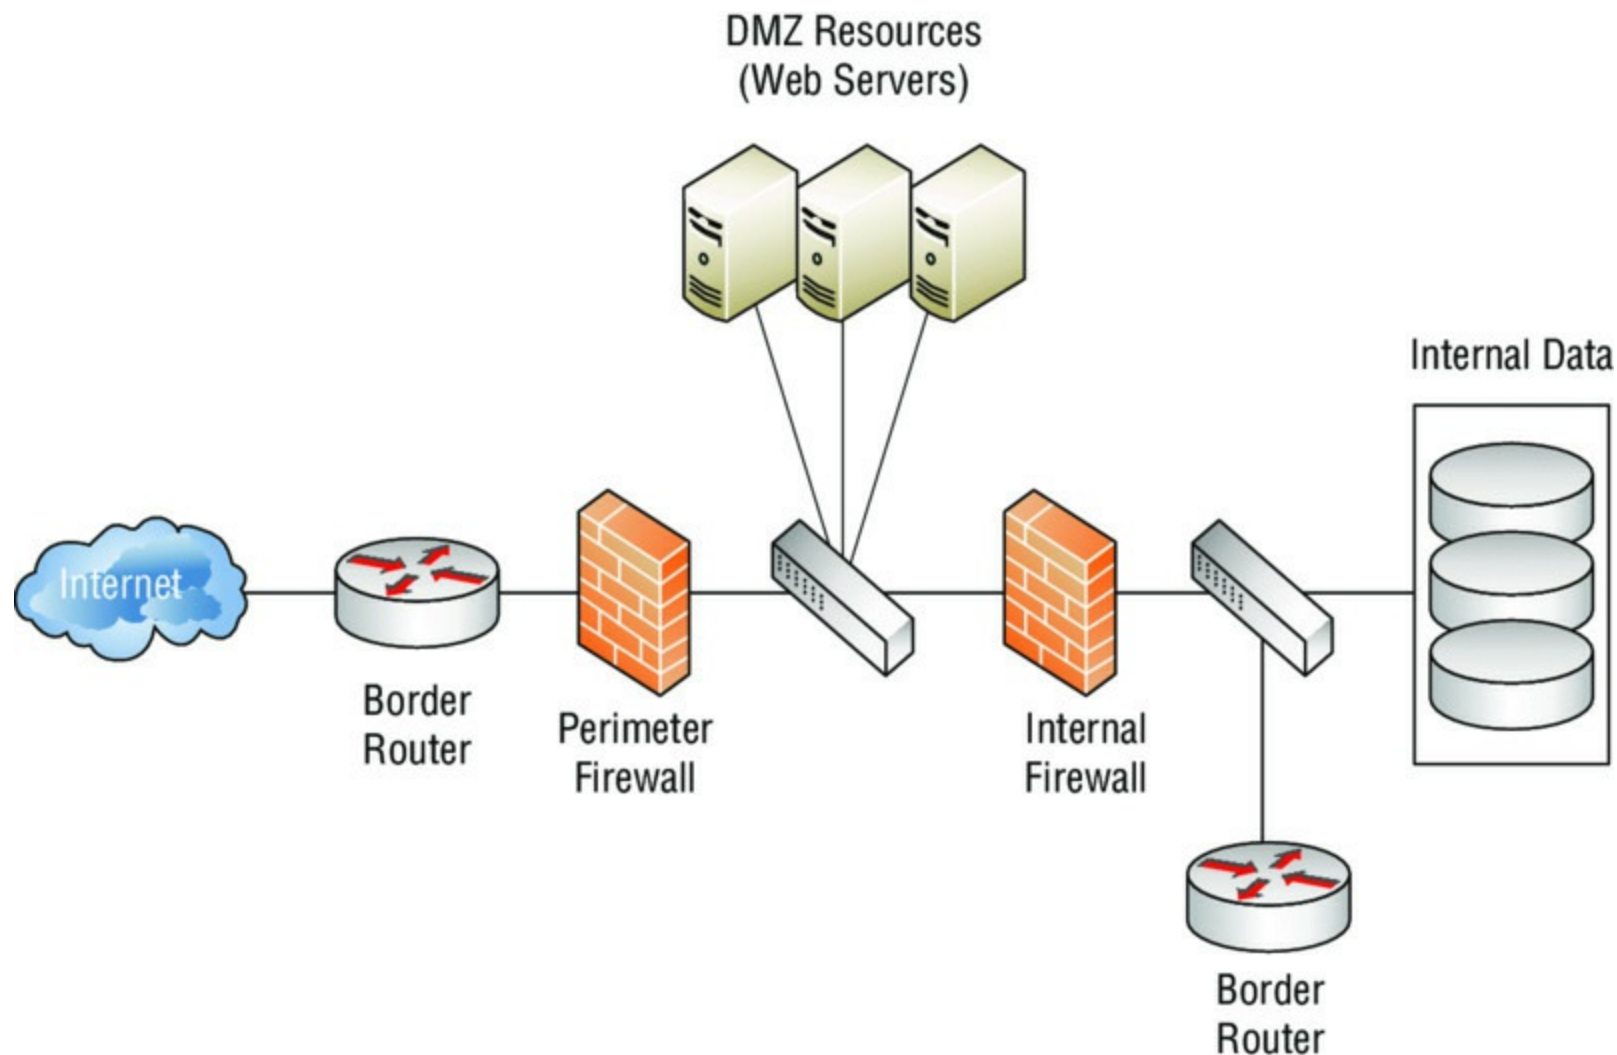 DMZ Resources
(Web Servers)
Internal Data
Internet
Border
Router
Perimeter
Firewall
Internal
Firewall
Border
Router